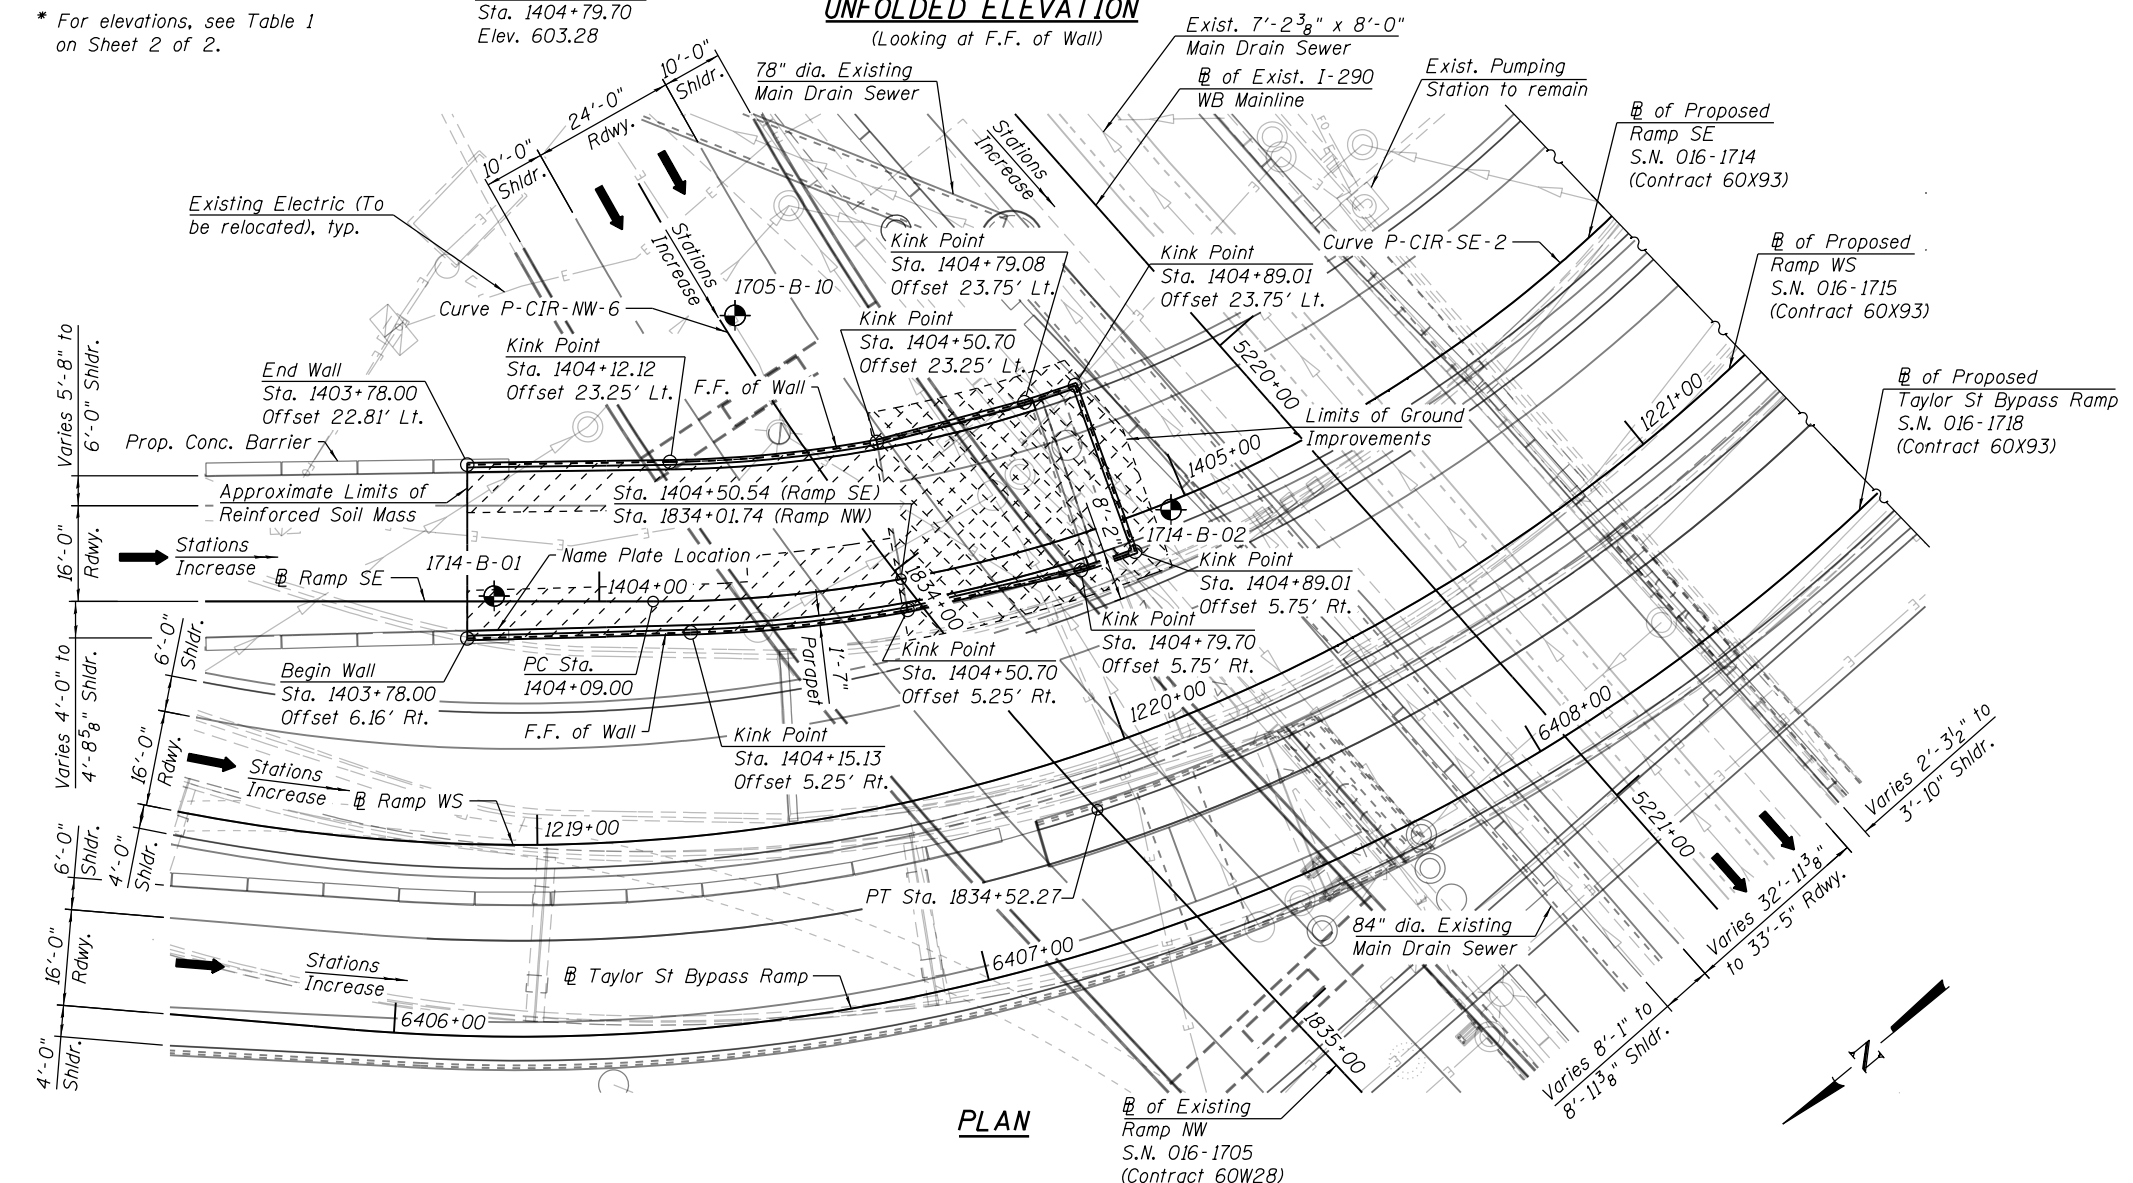 * For elevations, see Table 1
on Sheet 2 of 2.
Sta. 1404+79.70
Elev. 603.28
UNFOLDED ELEVATION
(Looking at F.F. of Wall)
Exist. 7'-2 3/8" x 8'-0"
Main Drain Sewer
78" dia. Existing
Main Drain Sewer
℔ of Exist. I-290
WB Mainline
Exist. Pumping
Station to remain
℔ of Proposed
Ramp SE
S.N. 016-1714
(Contract 60X93)
10'-0"
Shldr.
24'-0"
Rdwy.
10'-0"
Shldr.
Stations
Increase
Existing Electric (To
be relocated), typ.
Stations
Increase
1705-B-10
Kink Point
Sta. 1404+79.08
Offset 23.75' Lt.
Kink Point
Sta. 1404+89.01
Offset 23.75' Lt.
Curve P-CIR-SE-2
℔ of Proposed
Ramp WS
S.N. 016-1715
(Contract 60X93)
Curve P-CIR-NW-6
Kink Point
Sta. 1404+50.70
Offset 23.25' Lt.
Kink Point
Sta. 1404+12.12
Offset 23.25' Lt.
F.F. of Wall
End Wall
Sta. 1403+78.00
Offset 22.81' Lt.
Varies 5'-8" to
6'-0" Shldr.
Prop. Conc. Barrier
5220+00
1221+00
℔ of Proposed
Taylor St Bypass Ramp
S.N. 016-1718
(Contract 60X93)
Limits of Ground
Improvements
1405+00
Approximate Limits of
Reinforced Soil Mass
Sta. 1404+50.54 (Ramp SE)
Sta. 1834+01.74 (Ramp NW)
8'-2"
1714-B-02
16'-0"
Rdwy.
Stations
Increase
1714-B-01
Name Plate Location
℔ Ramp SE
1404+00
1834+00
Kink Point
Sta. 1404+89.01
Offset 5.75' Rt.
Kink Point
Sta. 1404+79.70
Offset 5.75' Rt.
Kink Point
Sta. 1404+50.70
Offset 5.25' Rt.
Varies 4'-0" to
4'-8 5/8" Shldr.
6'-0"
Shldr.
Begin Wall
Sta. 1403+78.00
Offset 6.16' Rt.
PC Sta.
1404+09.00
1'-7"
Parapet
F.F. of Wall
Kink Point
Sta. 1404+15.13
Offset 5.25' Rt.
1220+00
6408+00
16'-0"
Rdwy.
Stations
Increase
℔ Ramp WS
1219+00
5221+00
Varies 2'-3 1/2" to
3'-10" Shldr.
6'-0"
Shldr.
4'-0"
Shldr.
PT Sta. 1834+52.27
84" dia. Existing
Main Drain Sewer
Varies 32'-11 3/8"
to 33'-5" Rdwy.
16'-0"
Rdwy.
Stations
Increase
℔ Taylor St Bypass Ramp
6407+00
6406+00
1835+00
Varies 8'-1" to
8'-11 3/8" Shldr.
4'-0"
Shldr.
N
PLAN
℔ of Existing
Ramp NW
S.N. 016-1705
(Contract 60W28)